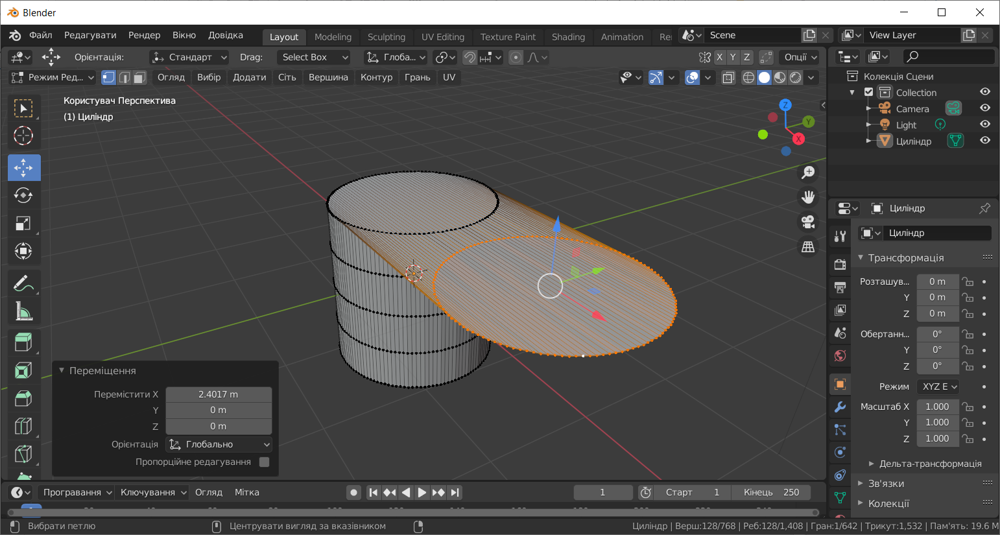 Blender
Файл Редагувати Рендер Вікно Довідка Layout Modeling Sculpting UV Editing Texture Paint Shading Animation Re Scene View Layer
Орієнтація: Стандарт Drag: Select Box Глоба... X Y Z Опції
Режим Ред... Огляд Вибір Додати Сіть Вершина Контур Грань UV
Користувач Перспектива
(1) Циліндр
Z
Y
X
Колекція Сцени
Collection
Camera
Light
Циліндр
Циліндр
Циліндр
Трансформація
Розташув... 0 m
Y 0 m
Z 0 m
Обертанн... 0°
Y 0°
Z 0°
Режим XYZ E
Масштаб X 1.000
Y 1.000
Z 1.000
Дельта-трансформація
Зв'язки
Колекції
Переміщення
Перемістити X 2.4017 m
Y 0 m
Z 0 m
Орієнтація Глобально
Пропорційне редагування
Програвання Ключування Огляд Мітка 1 Старт 1 Кінець 250
Вибрати петлю Центрувати вигляд за вказівником Циліндр | Верш:128/768 | Реб:128/1,408 | Гран:1/642 | Трикут:1,532 | Пам'ять: 19.6 M